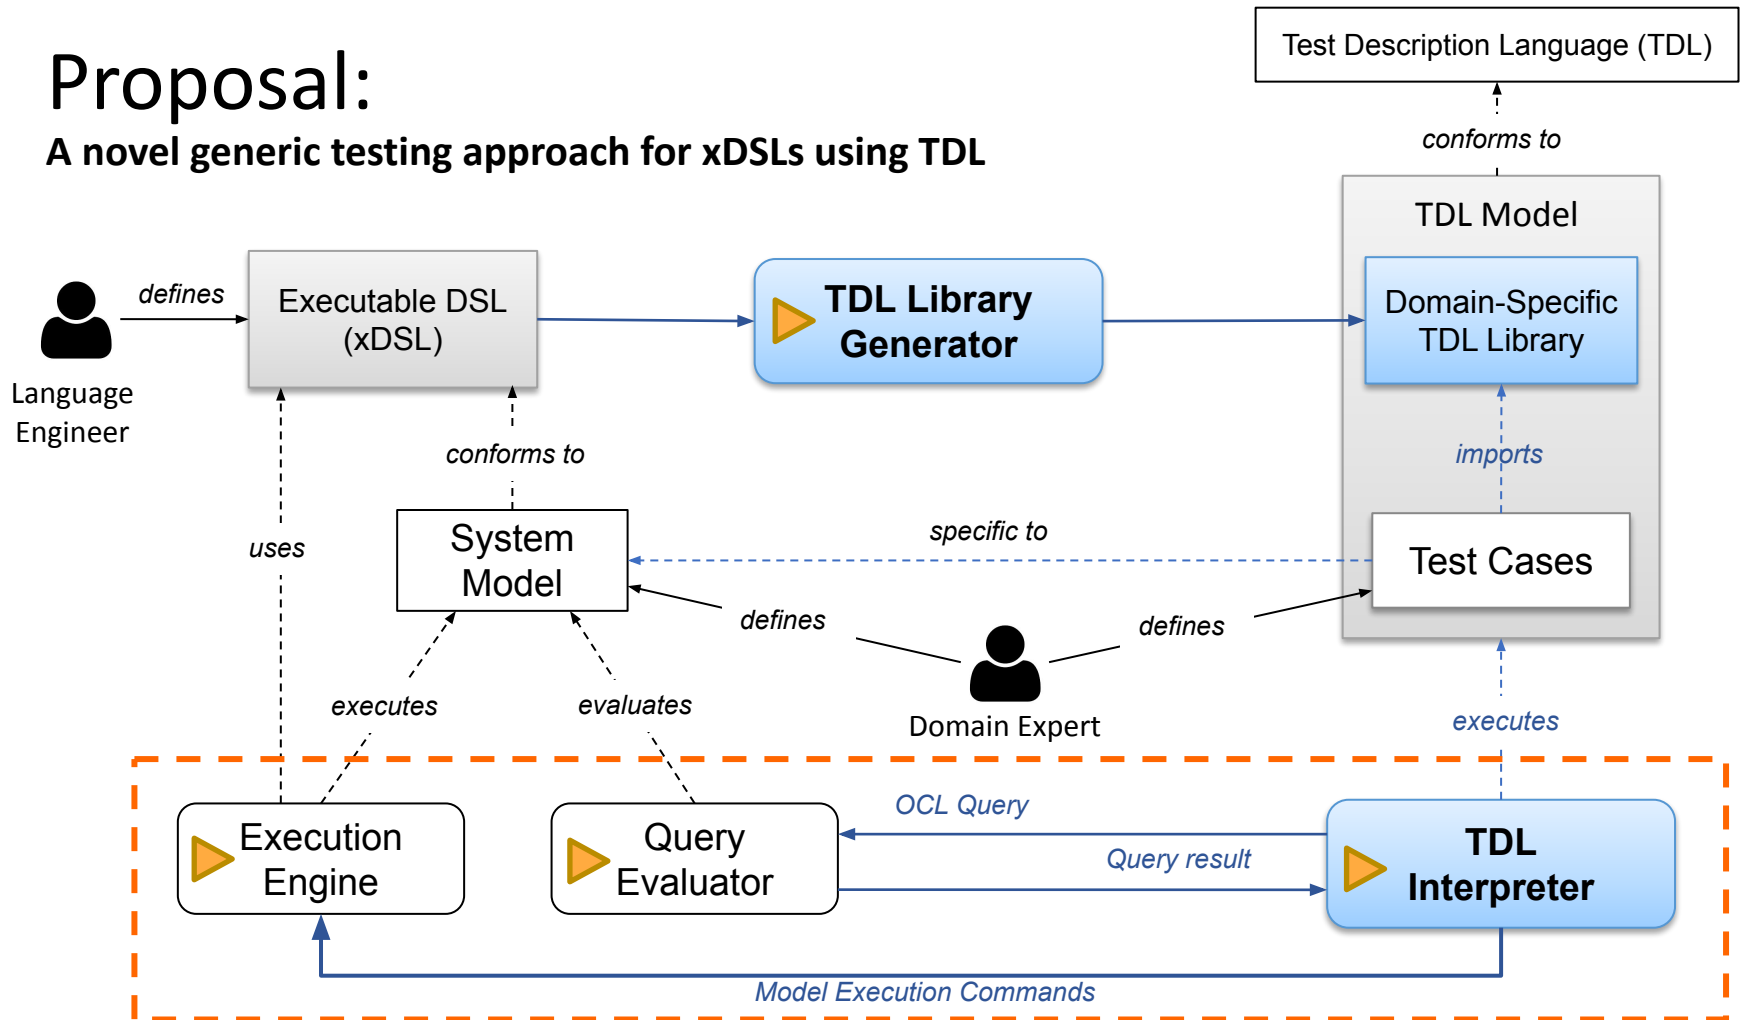 Proposal:
A novel generic testing approach for xDSLs using TDL
Test Description Language (TDL)
conforms to
TDL Model
Language
Engineer
defines
Executable DSL
(xDSL)
TDL Library
Generator
Domain-Specific
TDL Library
conforms to
imports
uses
System
Model
specific to
Test Cases
defines
defines
Domain Expert
executes
evaluates
executes
Execution
Engine
Query
Evaluator
OCL Query
Query result
TDL
Interpreter
Model Execution Commands